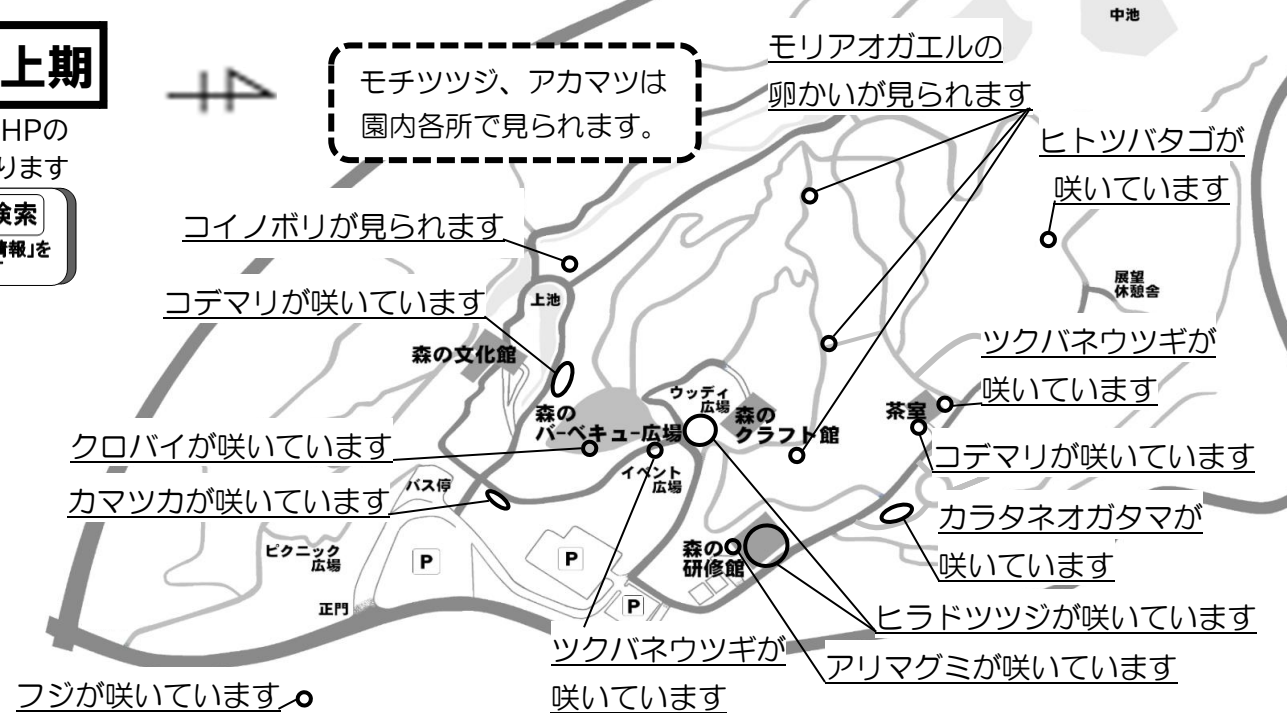 上期
HPの
ります
検索
情報」を
モチツツジ、アカマツは
園内各所で見られます。
中池
モリアオガエルの
卵かいが見られます
ヒトツバタゴが
咲いています
コイノボリが見られます
展望
休憩舎
上池
コデマリが咲いています
森の文化館
ツクバネウツギが
咲いています
ウッディ
広場
森の
バーベキュー広場
森の
クラフト館
茶室
クロバイが咲いています
コデマリが咲いています
イベント
広場
バス停
カマツカが咲いています
カラタネオガタマが
咲いています
ピクニック
広場
P
P
森の
研修館
正門
P
ヒラドツツジが咲いています
ツクバネウツギが
咲いています
アリマグミが咲いています
フジが咲いています